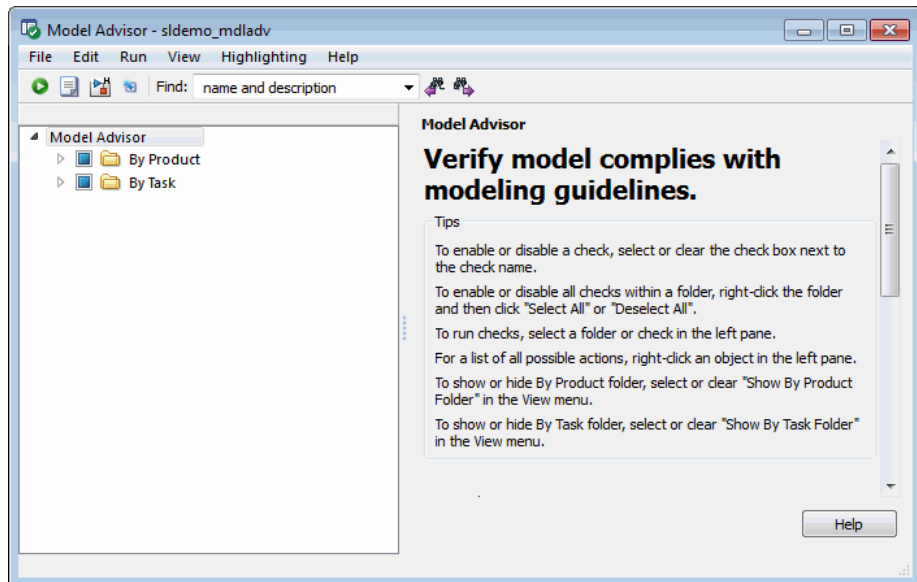 Model Advisor - sldemo_mdladv
File Edit Run View Highlighting Help
Find: name and description
Model Advisor
By Product
By Task
Model Advisor
Verify model complies with
modeling guidelines.
Tips
To enable or disable a check, select or clear the check box next to
the check name.
To enable or disable all checks within a folder, right-click the folder
and then click "Select All" or "Deselect All".
To run checks, select a folder or check in the left pane.
For a list of all possible actions, right-click an object in the left pane.
To show or hide By Product folder, select or clear "Show By Product
Folder" in the View menu.
To show or hide By Task folder, select or clear "Show By Task Folder"
in the View menu.
Help